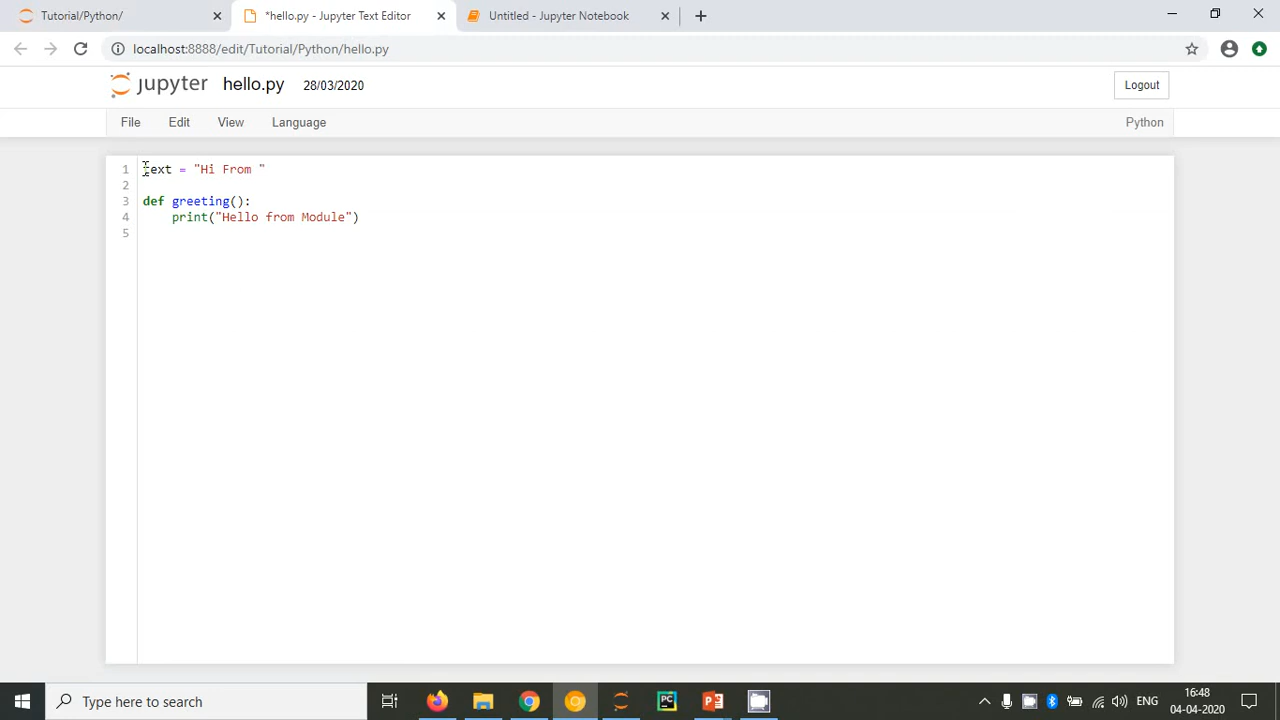 Tutorial/Python/
*hello.py - Jupyter Text Editor
Untitled - Jupyter Notebook
localhost:8888/edit/Tutorial/Python/hello.py
jupyter hello.py 28/03/2020
Logout
File Edit View Language
Python
1 text = "Hi From "
2
3 def greeting():
4 print("Hello from Module")
5
Type here to search
PC
P
ENG
16:48
04-04-2020